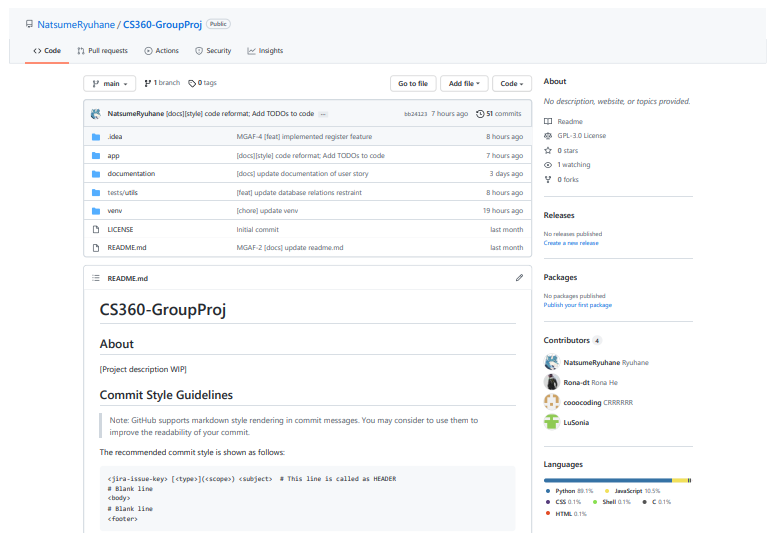 NatsumeRyuhane / CS360-GroupProj Public
Code Pull requests Actions Security Insights
main 1 branch 0 tags Go to file Add file Code
NatsumeRyuhane [docs][style] code reformat; Add TODOs to code ... bb24123 7 hours ago 51 commits
.idea MGAF-4 [feat] implemented register feature 8 hours ago
app [docs][style] code reformat; Add TODOs to code 7 hours ago
documentation [docs] update documentation of user story 3 days ago
tests/utils [feat] update database relations restraint 8 hours ago
venv [chore] update venv 19 hours ago
LICENSE Initial commit last month
README.md MGAF-2 [docs] update readme.md last month
README.md
CS360-GroupProj
About
[Project description WIP]
Commit Style Guidelines
Note: GitHub supports markdown style rendering in commit messages. You may consider to use them to
improve the readability of your commit.
The recommended commit style is shown as follows:
<jira-issue-key> [<type>](<scope>) <subject> # This line is called as HEADER
# Blank line
<body>
# Blank line
<footer>
About
No description, website, or topics provided.
Readme
GPL-3.0 License
0 stars
1 watching
0 forks
Releases
No releases published
Create a new release
Packages
No packages published
Publish your first package
Contributors 4
NatsumeRyuhane Ryuhane
Rona-dt Rona He
cooocoding CRRRRRR
LuSonia
Languages
Python 89.1% JavaScript 10.5%
CSS 0.1% Shell 0.1% C 0.1%
HTML 0.1%